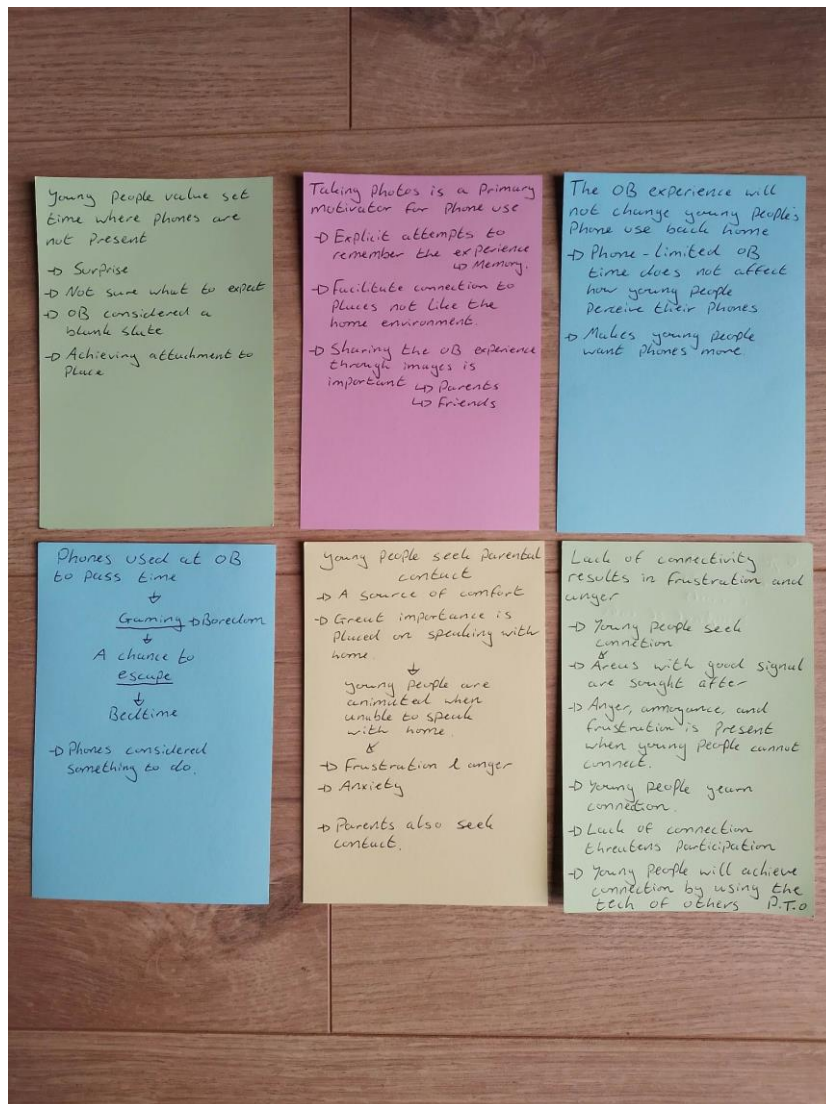 Young People value set
time where phones are
not Present
→ Surprise
→ Not sure what to expect
→ OB considered a
blank slate
→ Achieving attachment to
Place
Taking Photos is a Primary
motivator for Phone use
→ Explicit attempts to
remember the experience
↳ Memory.
→ Facilitate connection to
Places not like the
home environment.
→ Sharing the OB experience
through images is
important ↳ Parents
↳ Friends
The OB experience will
not change young People's
Phone use back home
→ Phone-limited OB
time does not affect
how young people
Perceive their Phones
→ Makes young people
want phones more.
Phones used at OB
to pass time
↓
Gaming → Boredom
↓
A chance to
escape
↓
Bedtime
→ Phones considered
something to do.
Young People seek Parental
contact
→ A source of comfort
→ Great importance is
Placed on speaking with
home.
↓
Young People are
animated when
unable to speak
with home.
↙
→ Frustration & anger
→ Anxiety
→ Parents also seek
contact.
Lack of connectivity
results in frustration and
anger
→ Young People seek
connection
↙
→ Areas with good signal
are sought after
→ Anger, annoyance, and
frustration is Present
when young People cannot
connect.
→ Young People yearn
connection.
→ Lack of connection
threatens Participation
→ Young People will achieve
connection by using the
tech of others P.T.O